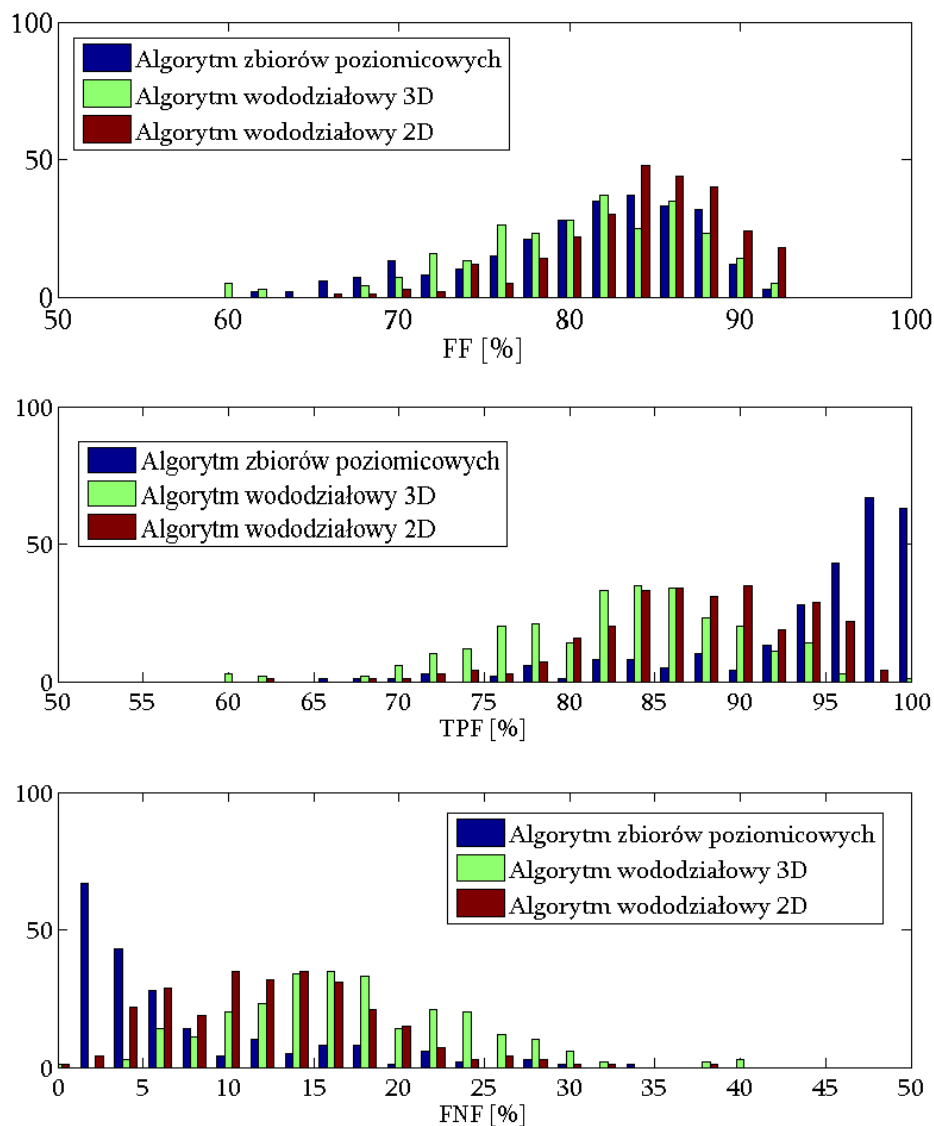 100
50
0
Algorytm zbiorów poziomicowych
Algorytm wododziałowy 3D
Algorytm wododziałowy 2D
50 60 70 80 90 100
FF [%]
100
50
0
Algorytm zbiorów poziomicowych
Algorytm wododziałowy 3D
Algorytm wododziałowy 2D
50 55 60 65 70 75 80 85 90 95 100
TPF [%]
100
50
0
Algorytm zbiorów poziomicowych
Algorytm wododziałowy 3D
Algorytm wododziałowy 2D
0 5 10 15 20 25 30 35 40 45 50
FNF [%]